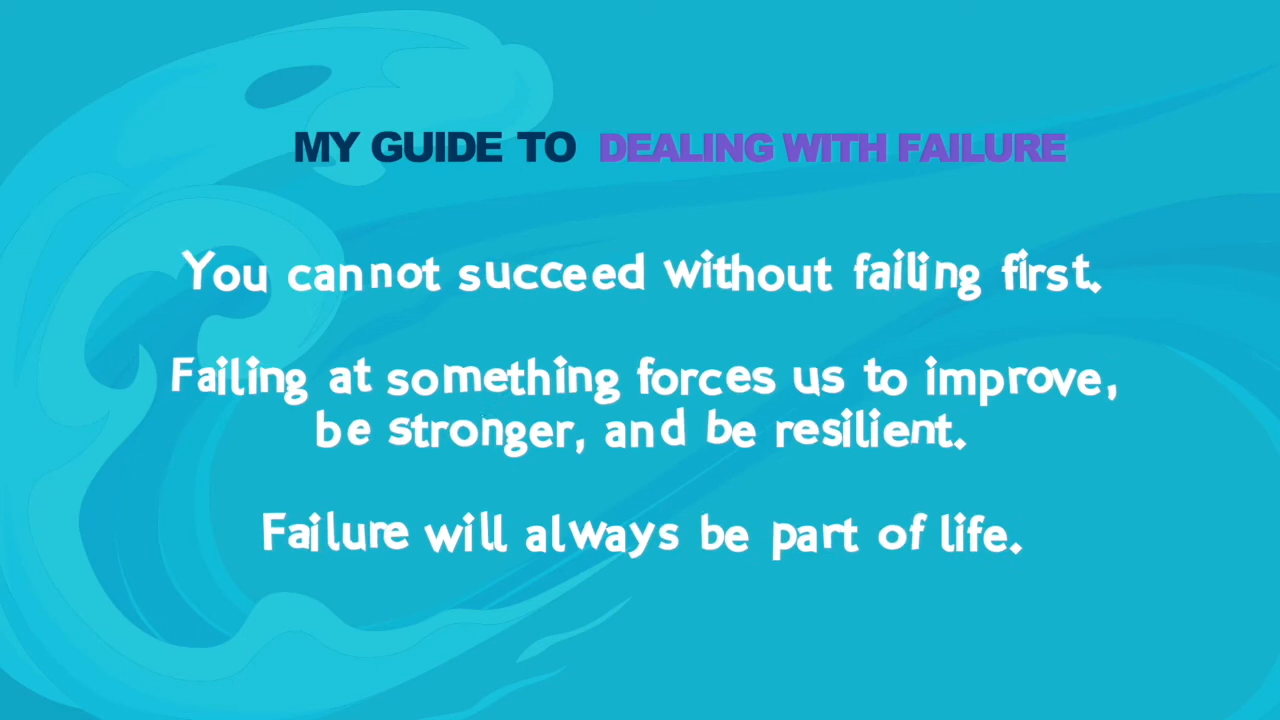 MY GUIDE TO DEALING WITH FAILURE
You cannot succeed without failing first.
Failing at something forces us to improve,
be stronger, and be resilient.
Failure will always be part of life.